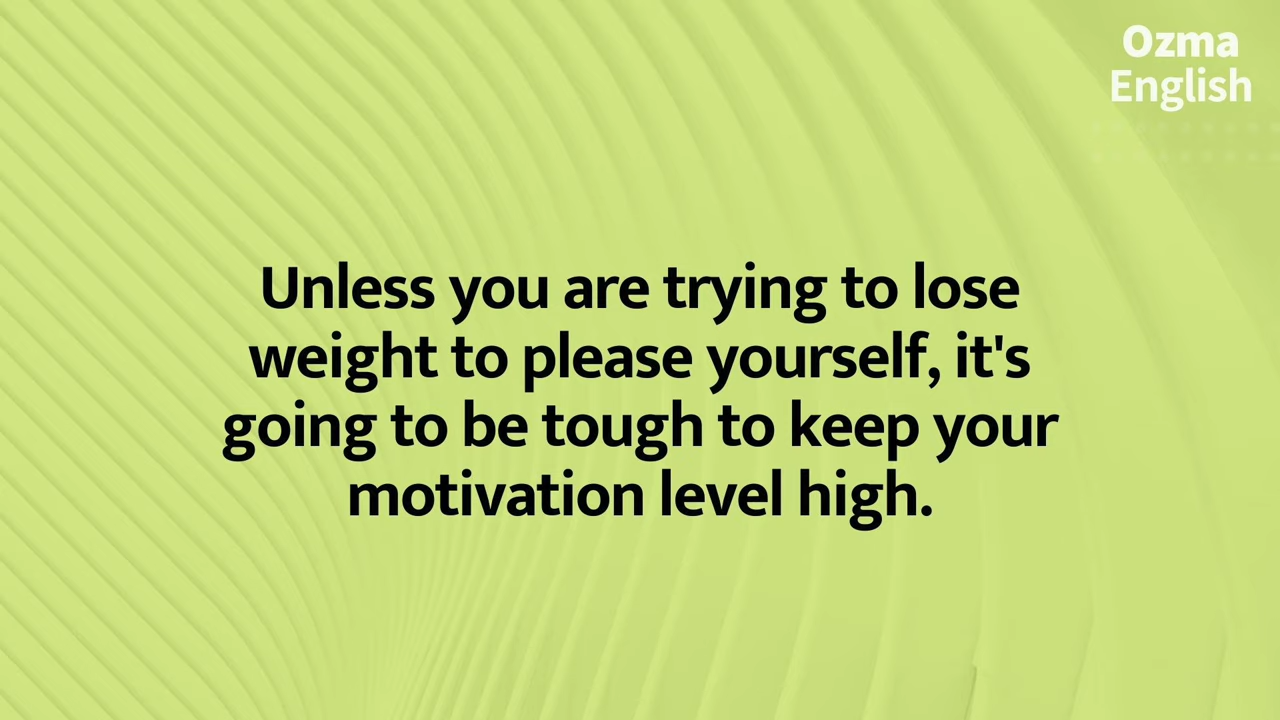 Ozma
English
Unless you are trying to lose
weight to please yourself, it's
going to be tough to keep your
motivation level high.